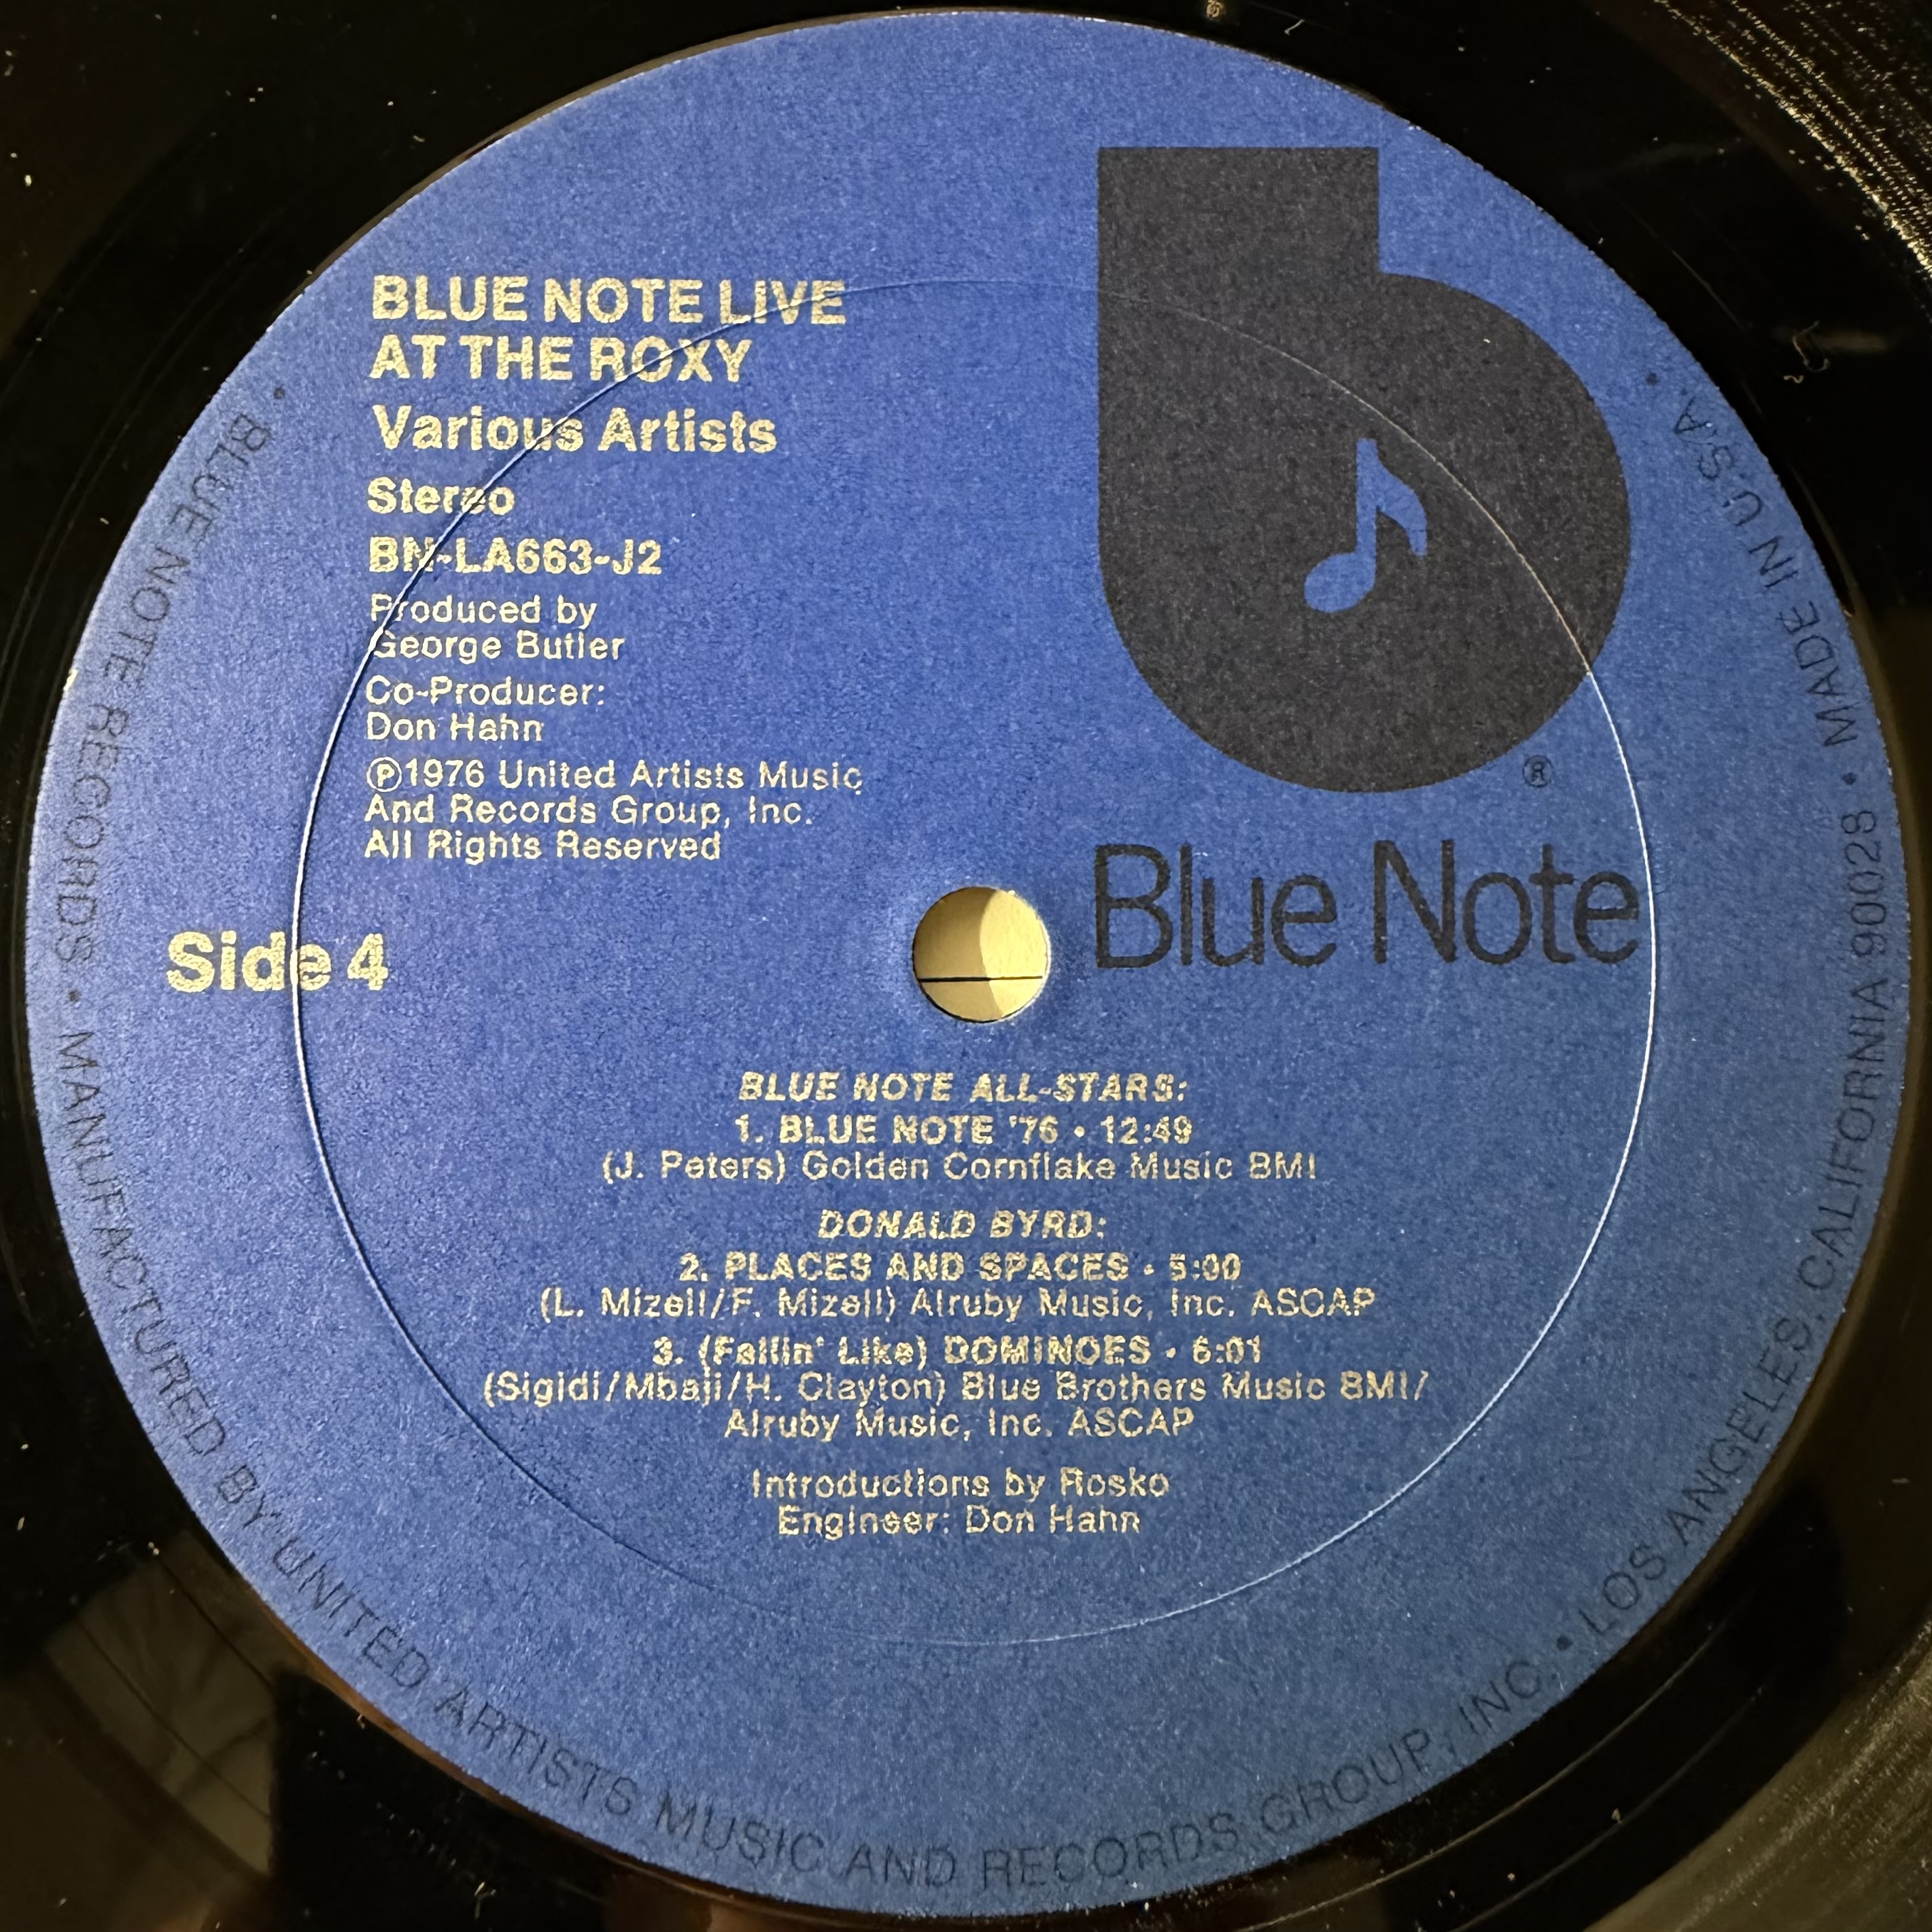 BLUE NOTE LIVE
AT THE ROXY
Various Artists
Stereo
BN-LA663-J2
Produced by
George Butler
Co-Producer:
Don Hahn
℗1976 United Artists Music
And Records Group, Inc.
All Rights Reserved
Side 4
®
Blue Note
BLUE NOTE ALL-STARS:
1. BLUE NOTE '76 • 12:49
(J. Peters) Golden Cornflake Music BMI
DONALD BYRD:
2. PLACES AND SPACES • 5:00
(L. Mizell/F. Mizell) Alruby Music, Inc. ASCAP
3. (Fallin' Like) DOMINOES • 6:01
(Sigidi/Mbaji/H. Clayton) Blue Brothers Music BMI/
Alruby Music, Inc. ASCAP
Introductions by Rosko
Engineer: Don Hahn
• BLUE NOTE RECORDS • MANUFACTURED BY UNITED ARTISTS MUSIC AND RECORDS GROUP, INC. • LOS ANGELES, CALIFORNIA 90028 • MADE IN U.S.A. •